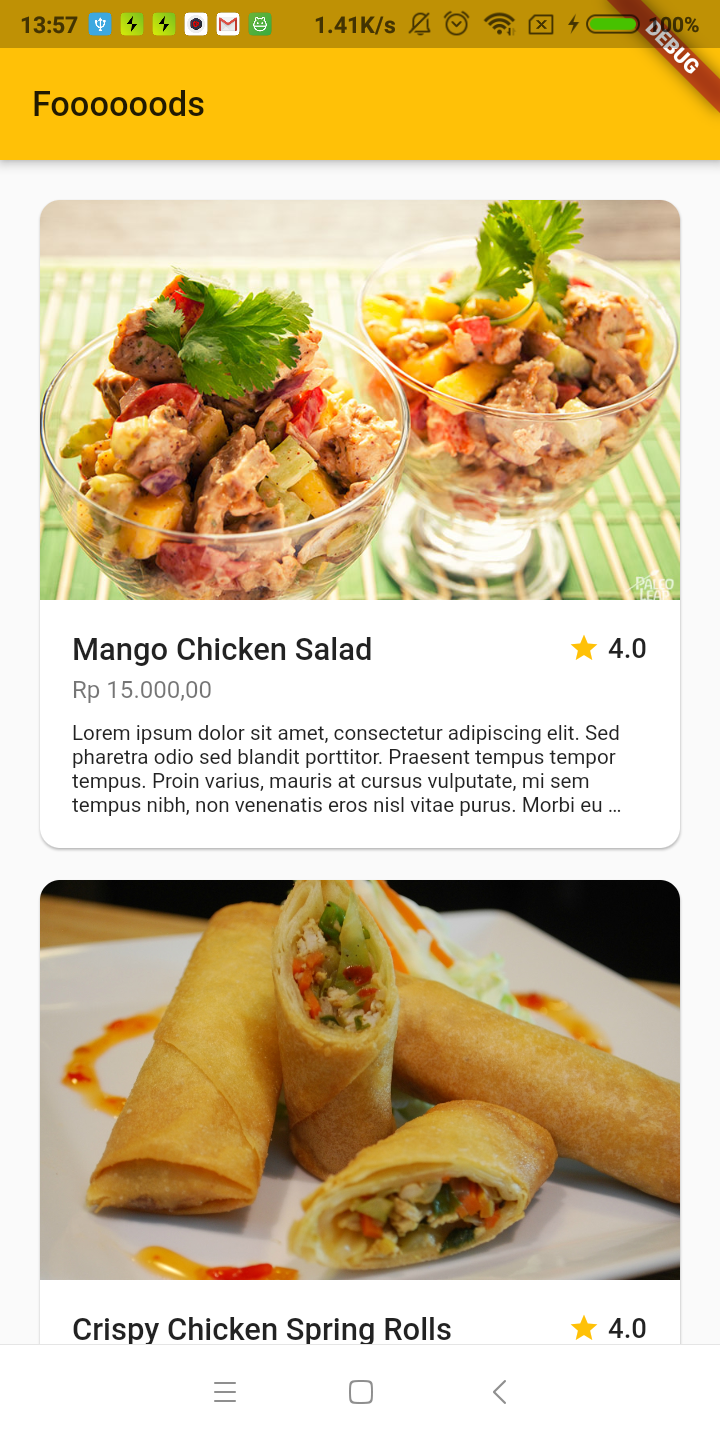 13:57 1.41K/s 100%
DEBUG
Foooooods
PALEO
LEAP
Mango Chicken Salad 4.0
Rp 15.000,00
Lorem ipsum dolor sit amet, consectetur adipiscing elit. Sed
pharetra odio sed blandit porttitor. Praesent tempus tempor
tempus. Proin varius, mauris at cursus vulputate, mi sem
tempus nibh, non venenatis eros nisl vitae purus. Morbi eu ...
Crispy Chicken Spring Rolls 4.0